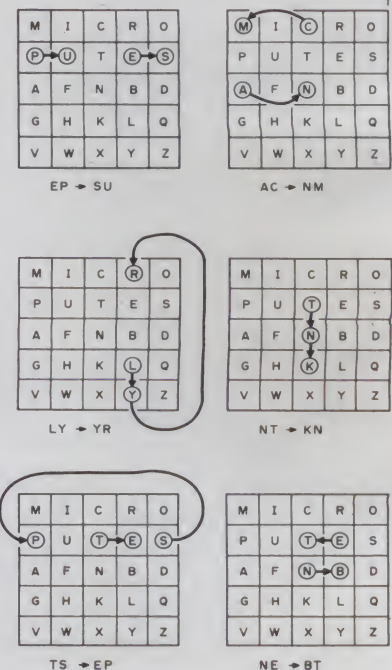 M I C R O
P U T E S
A F N B D
G H K L Q
V W X Y Z
EP → SU
M I C R O
P U T E S
A F N B D
G H K L Q
V W X Y Z
AC → NM
M I C R O
P U T E S
A F N B D
G H K L Q
V W X Y Z
LY → YR
M I C R O
P U T E S
A F N B D
G H K L Q
V W X Y Z
NT → KN
M I C R O
P U T E S
A F N B D
G H K L Q
V W X Y Z
TS → EP
M I C R O
P U T E S
A F N B D
G H K L Q
V W X Y Z
NE → BT